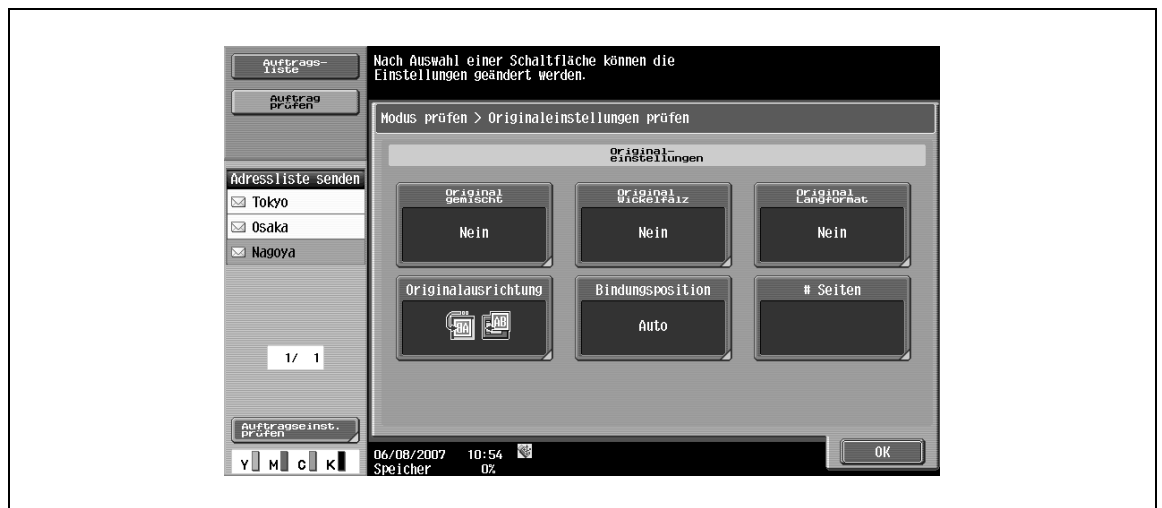 Auftrags-
liste
Auftrag
prüfen
Nach Auswahl einer Schaltfläche können die
Einstellungen geändert werden.
Modus prüfen > Originaleinstellungen prüfen
Original-
einstellungen
Adressliste senden
Tokyo
Osaka
Nagoya
1/ 1
Original
gemischt
Nein
Original
Wickelfalz
Nein
Original
Langformat
Nein
Originalausrichtung
AB
AB
Bindungsposition
Auto
# Seiten
Auftragseinst.
prüfen
Y M C K
06/08/2007 10:54
Speicher 0%
OK